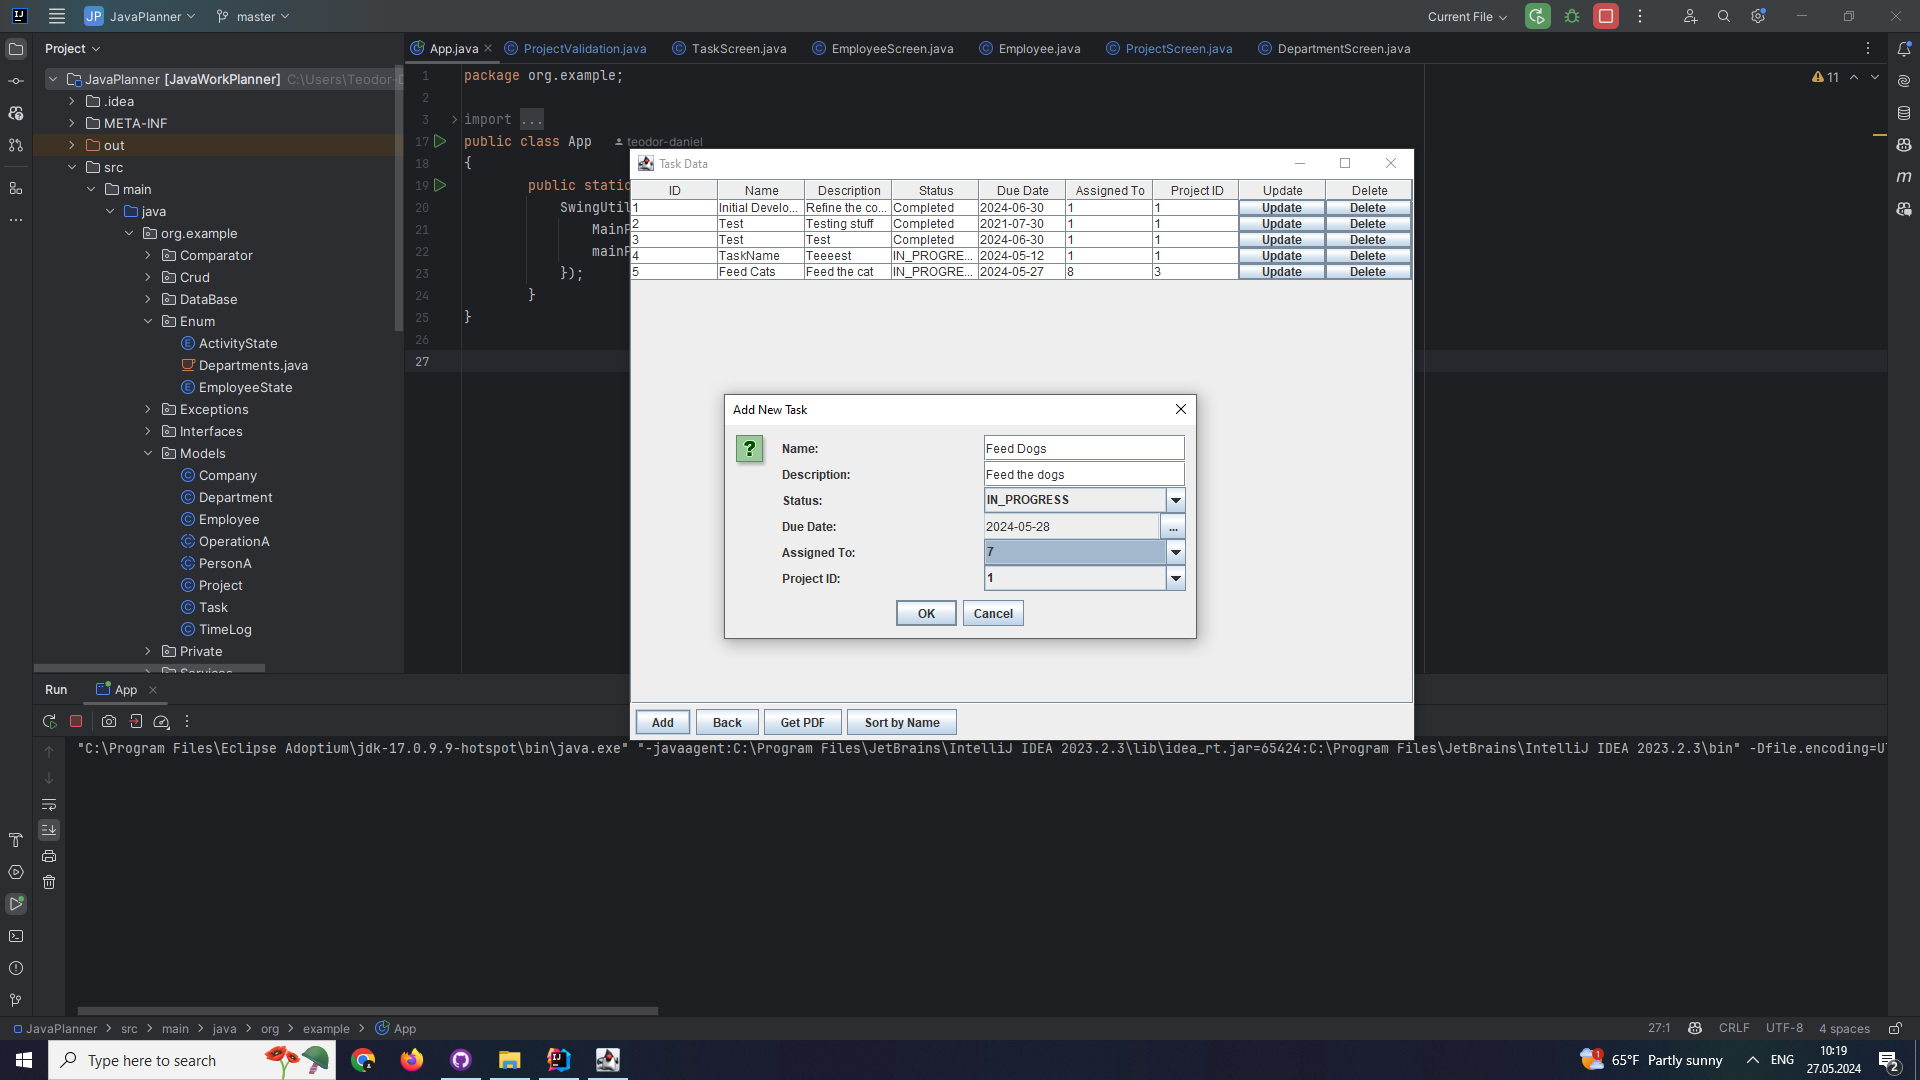 JP JavaPlanner master Current File
Project
App.java ProjectValidation.java TaskScreen.java EmployeeScreen.java Employee.java ProjectScreen.java DepartmentScreen.java
JavaPlanner [JavaWorkPlanner] C:\Users\Teodor-D
.idea
META-INF
out
src
main
java
org.example
Comparator
Crud
DataBase
Enum
ActivityState
Departments.java
EmployeeState
Exceptions
Interfaces
Models
Company
Department
Employee
OperationA
PersonA
Project
Task
TimeLog
Private
Services
1 package org.example;
2
3 import ...
17 public class App teodor-daniel
18 {
19 public static
20 SwingUtil
21 MainP
22 mainP
23 });
24 }
25 }
26
27
11
Task Data
ID Name Description Status Due Date Assigned To Project ID Update Delete
1 Initial Develo... Refine the co... Completed 2024-06-30 1 1 Update Delete
2 Test Testing stuff Completed 2021-07-30 1 1 Update Delete
3 Test Test Completed 2024-06-30 1 1 Update Delete
4 TaskName Teeeest IN_PROGRE... 2024-05-12 1 1 Update Delete
5 Feed Cats Feed the cat IN_PROGRE... 2024-05-27 8 3 Update Delete
Add New Task
?
Name: Feed Dogs
Description: Feed the dogs
Status: IN_PROGRESS
Due Date: 2024-05-28 ...
Assigned To: 7
Project ID: 1
OK Cancel
Add Back Get PDF Sort by Name
Run App
"C:\Program Files\Eclipse Adoptium\jdk-17.0.9.9-hotspot\bin\java.exe" "-javaagent:C:\Program Files\JetBrains\IntelliJ IDEA 2023.2.3\lib\idea_rt.jar=65424:C:\Program Files\JetBrains\IntelliJ IDEA 2023.2.3\bin" -Dfile.encoding=U
JavaPlanner > src > main > java > org > example > App 27:1 CRLF UTF-8 4 spaces
Type here to search 1 65°F Partly sunny ENG 10:19
27.05.2024 2